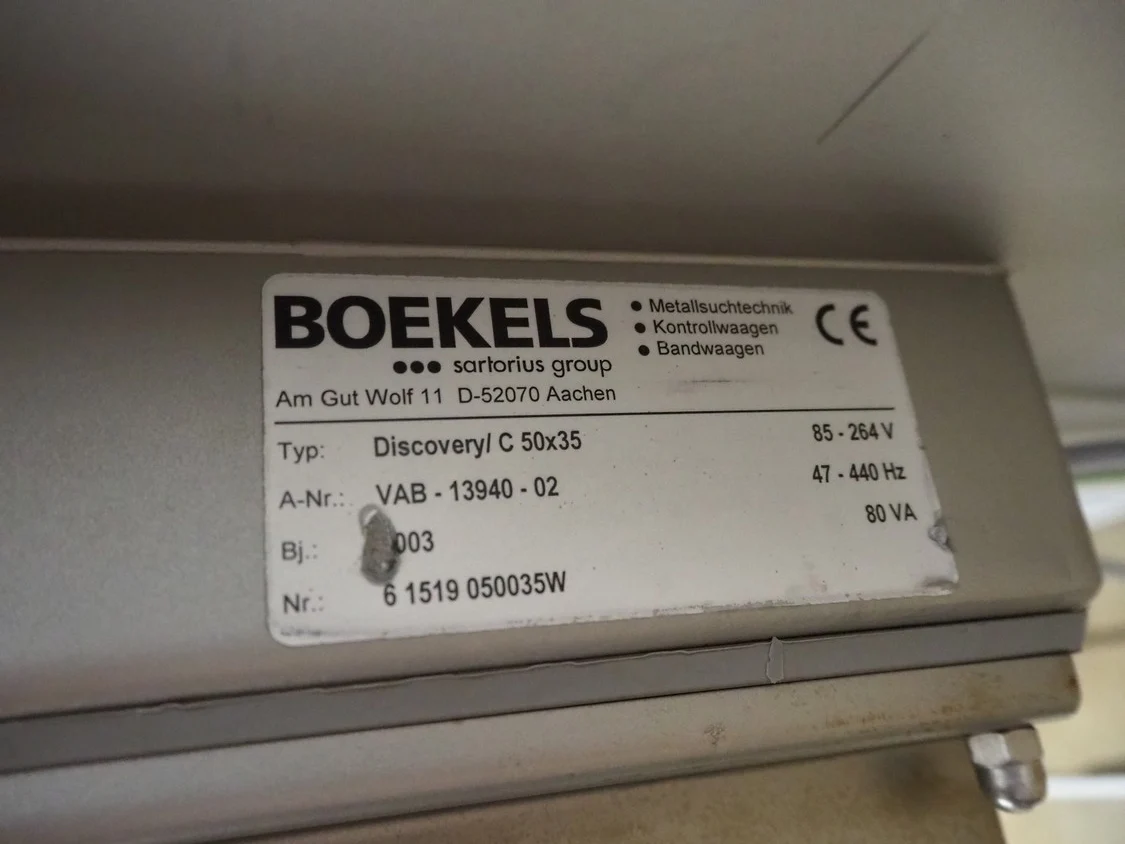 BOEKELS
sartorius group
• Metallsuchtechnik
• Kontrollwaagen
• Bandwaagen
CE
Am Gut Wolf 11 D-52070 Aachen
Typ: Discovery/ C 50x35 85 - 264 V
A-Nr.: VAB - 13940 - 02 47 - 440 Hz
80 VA
Bj.: 003
Nr.: 6 1519 050035W